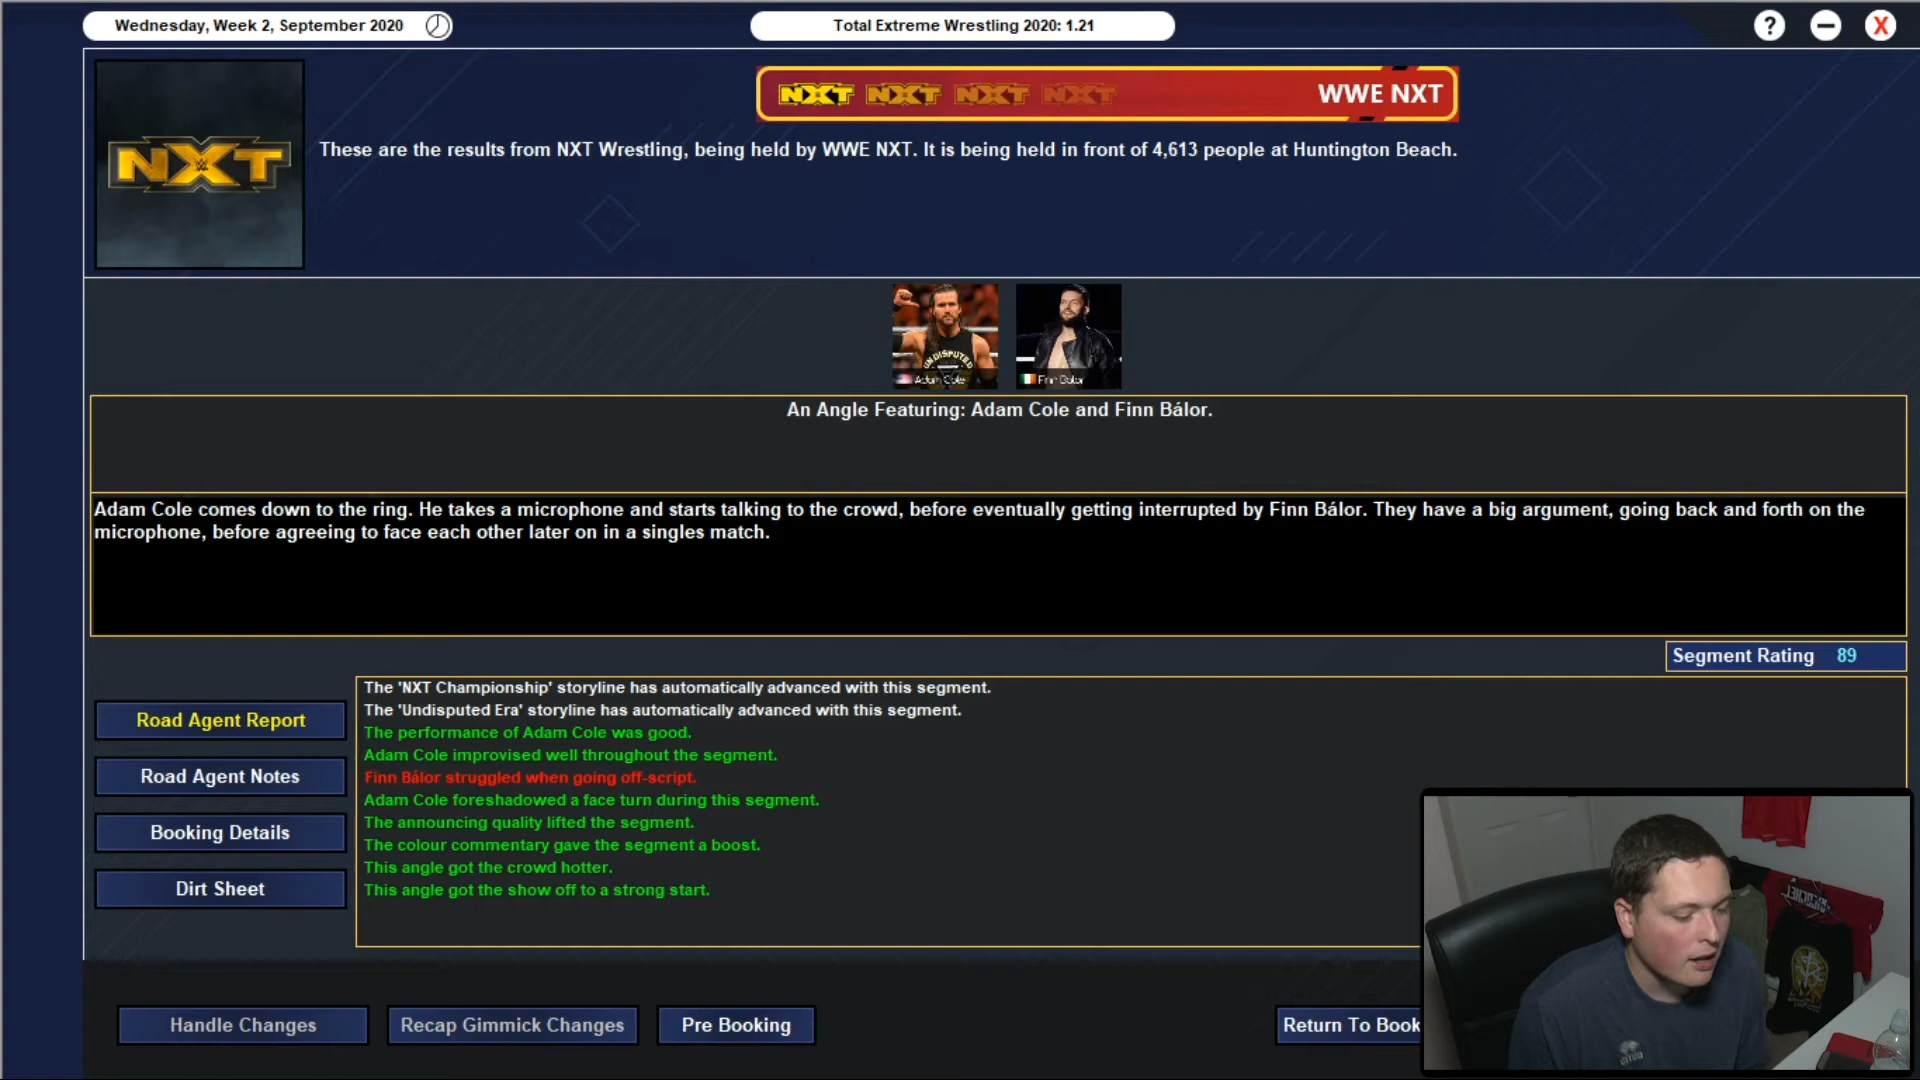 Wednesday, Week 2, September 2020
Total Extreme Wrestling 2020: 1.21
?
X
NXT
NXT NXT NXT NXT
WWE NXT
These are the results from NXT Wrestling, being held by WWE NXT. It is being held in front of 4,613 people at Huntington Beach.
UNDISPUTED
Adam Cole
Finn Balor
An Angle Featuring: Adam Cole and Finn Bálor.
Adam Cole comes down to the ring. He takes a microphone and starts talking to the crowd, before eventually getting interrupted by Finn Bálor. They have a big argument, going back and forth on the
microphone, before agreeing to face each other later on in a singles match.
Segment Rating 89
Road Agent Report
Road Agent Notes
Booking Details
Dirt Sheet
The 'NXT Championship' storyline has automatically advanced with this segment.
The 'Undisputed Era' storyline has automatically advanced with this segment.
The performance of Adam Cole was good.
Adam Cole improvised well throughout the segment.
Finn Bálor struggled when going off-script.
Adam Cole foreshadowed a face turn during this segment.
The announcing quality lifted the segment.
The colour commentary gave the segment a boost.
This angle got the crowd hotter.
This angle got the show off to a strong start.
Handle Changes
Recap Gimmick Changes
Pre Booking
Return To Book